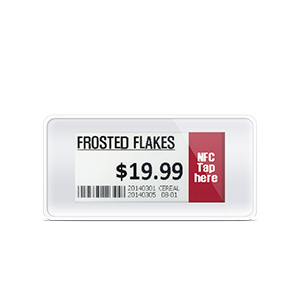 FROSTED FLAKES
$19.99
20140301 CEREAL
20140305 08-01
NFC
Tap
here